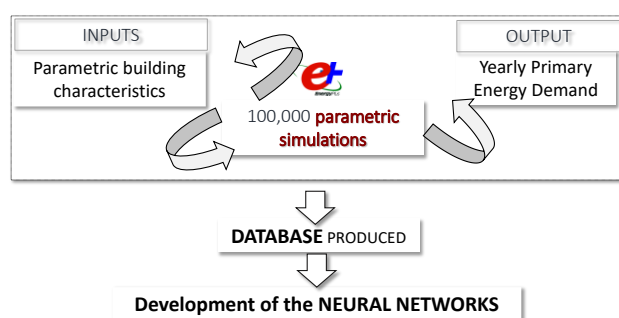 INPUTS
Parametric building
characteristics
e+
EnergyPlus
100,000 parametric
simulations
OUTPUT
Yearly Primary
Energy Demand
DATABASE PRODUCED
Development of the NEURAL NETWORKS